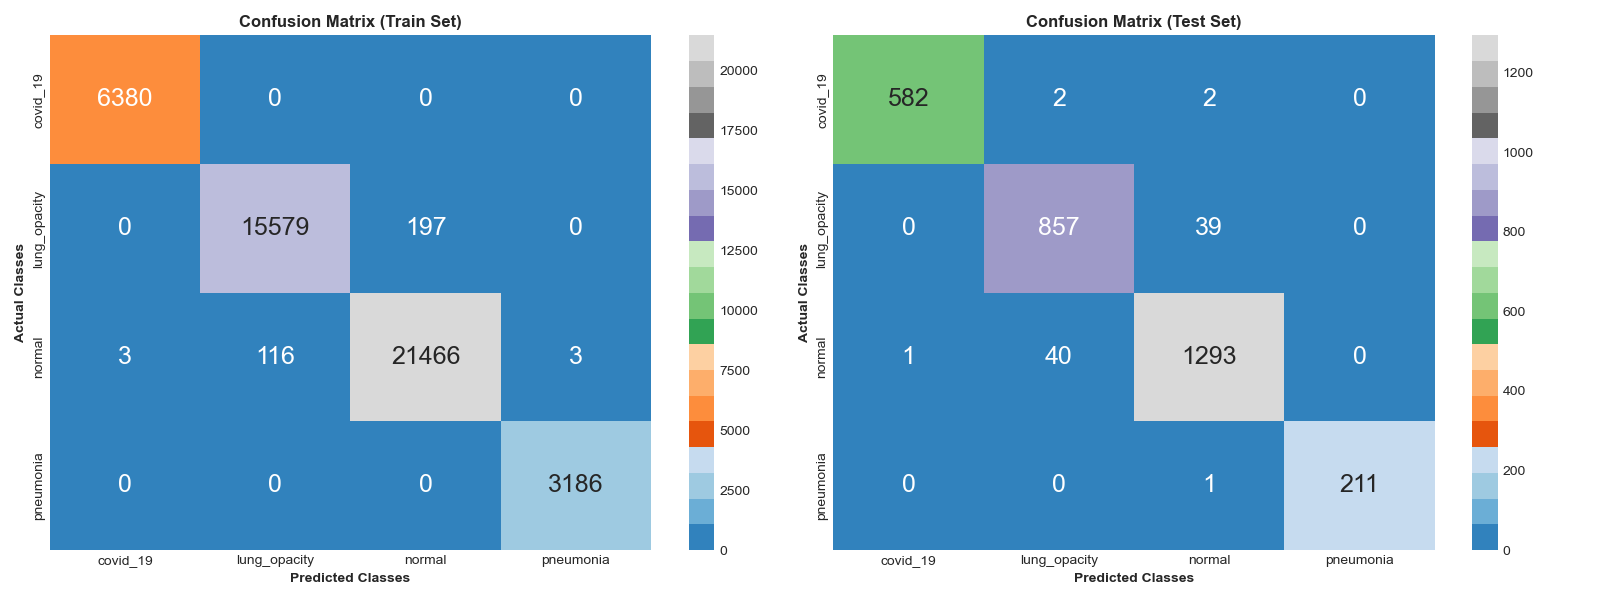 Confusion Matrix (Train Set)
covid_19
6380 0 0 0
lung_opacity
0 15579 197 0
normal
3 116 21466 3
pneumonia
0 0 0 3186
Actual Classes
covid_19 lung_opacity normal pneumonia
Predicted Classes
20000
17500
15000
12500
10000
7500
5000
2500
0
Confusion Matrix (Test Set)
covid_19
582 2 2 0
lung_opacity
0 857 39 0
normal
1 40 1293 0
pneumonia
0 0 1 211
Actual Classes
covid_19 lung_opacity normal pneumonia
Predicted Classes
1200
1000
800
600
400
200
0